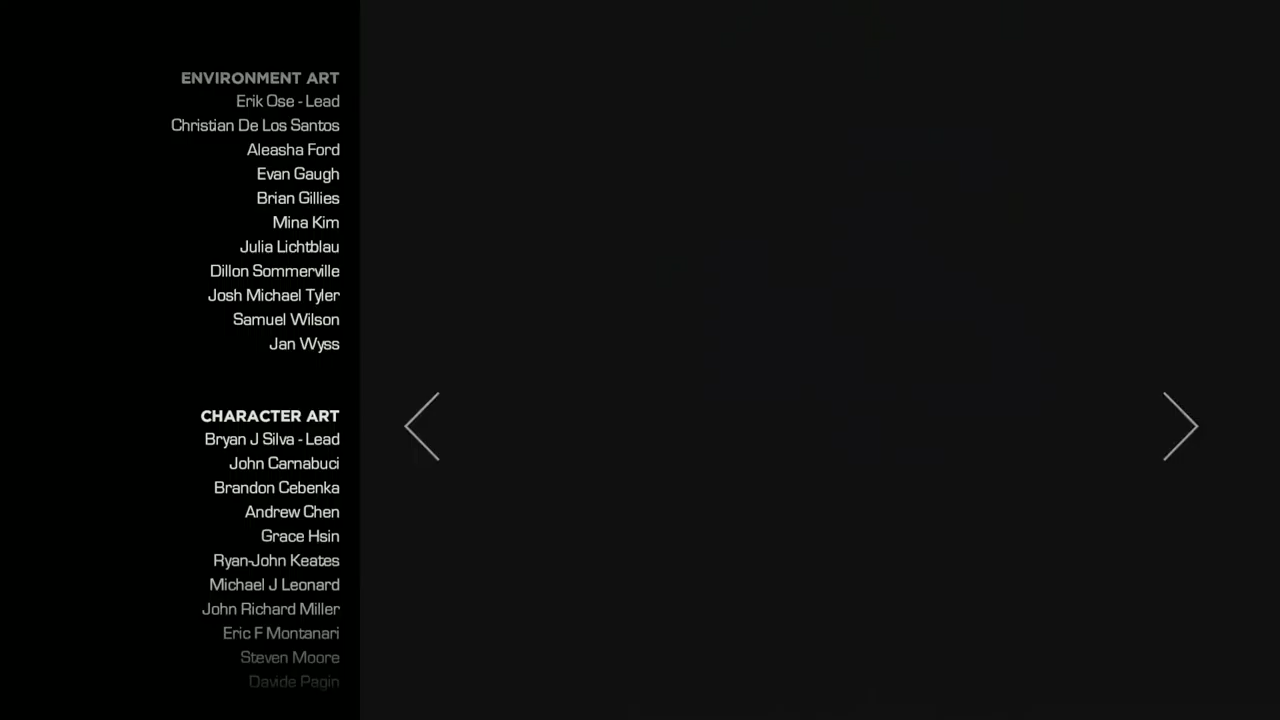 ENVIRONMENT ART
Erik Ose - Lead
Christian De Los Santos
Aleasha Ford
Evan Gaugh
Brian Gillies
Mina Kim
Julia Lichtblau
Dillon Sommerville
Josh Michael Tyler
Samuel Wilson
Jan Wyss
CHARACTER ART
Bryan J Silva - Lead
John Carnabuci
Brandon Cebenka
Andrew Chen
Grace Hsin
Ryan-John Keates
Michael J Leonard
John Richard Miller
Eric F Montanari
Steven Moore
Davide Pagin